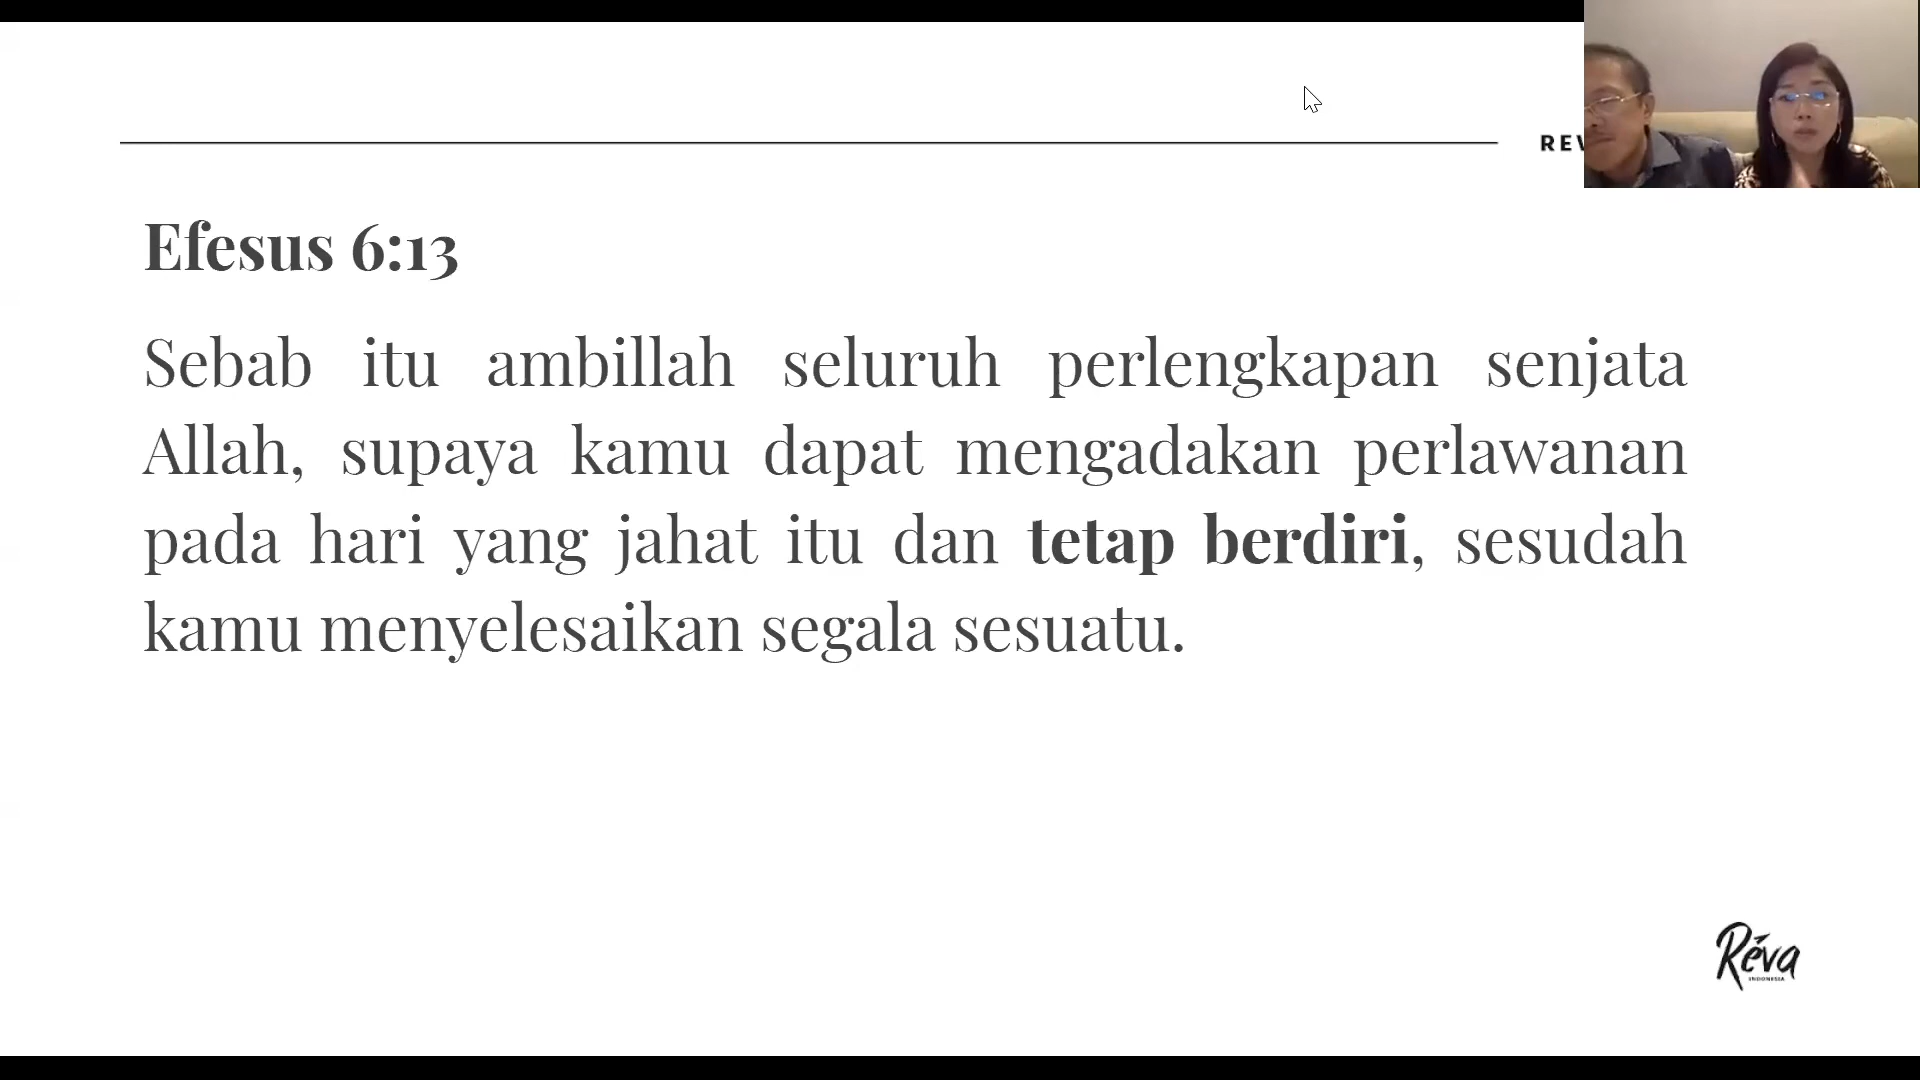 Efesus 6:13
Sebab itu ambillah seluruh perlengkapan senjata
Allah, supaya kamu dapat mengadakan perlawanan
pada hari yang jahat itu dan tetap berdiri, sesudah
kamu menyelesaikan segala sesuatu.
Réva
INDONESIA